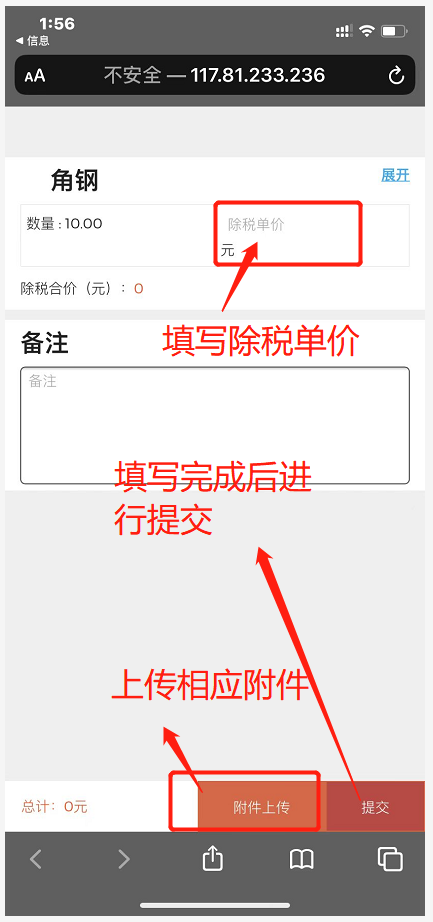 1:56
◀ 信息
AA 不安全 — 117.81.233.236
角钢
展开
数量 : 10.00
除税单价
元
除税合价（元）：0
填写除税单价
备注
备注
填写完成后进
行提交
上传相应附件
总计：0元
附件上传
提交